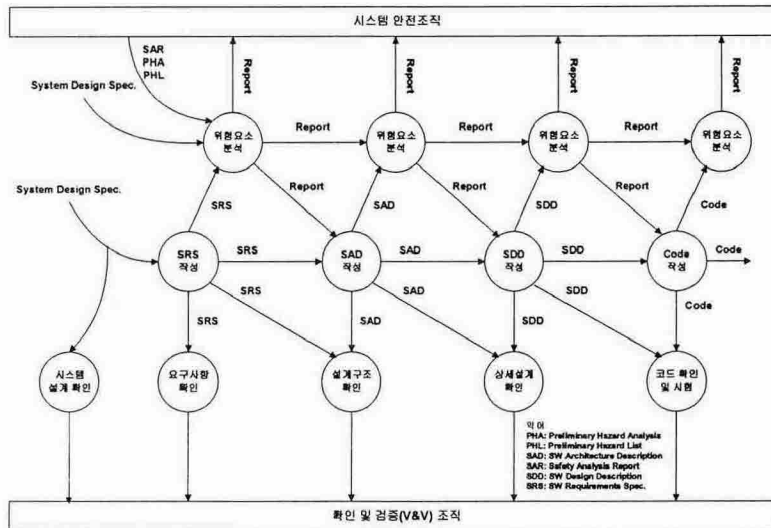 시스템 안전조직
SAR
PHA
PHL
Report
Report
Report
Report
System Design Spec.
위험요소
분석
Report
위험요소
분석
Report
위험요소
분석
Report
위험요소
분석
System Design Spec.
SRS
Report
SAD
Report
SDD
Report
Code
SRS
작성
SRS
SAD
작성
SAD
SDD
작성
SDD
Code
작성
Code
SRS
SRS
SAD
SAD
SDD
SDD
Code
시스템
설계 확인
요구사항
확인
설계구조
확인
상세설계
확인
코드 확인
및 시험
약어
PHA: Preliminary Hazard Analysis
PHL: Preliminary Hazard List
SAD: SW Architecture Description
SAR: Safety Analysis Report
SDD: SW Design Description
SRS: SW Requirements Spec.
확인 및 검증(V&V) 조직